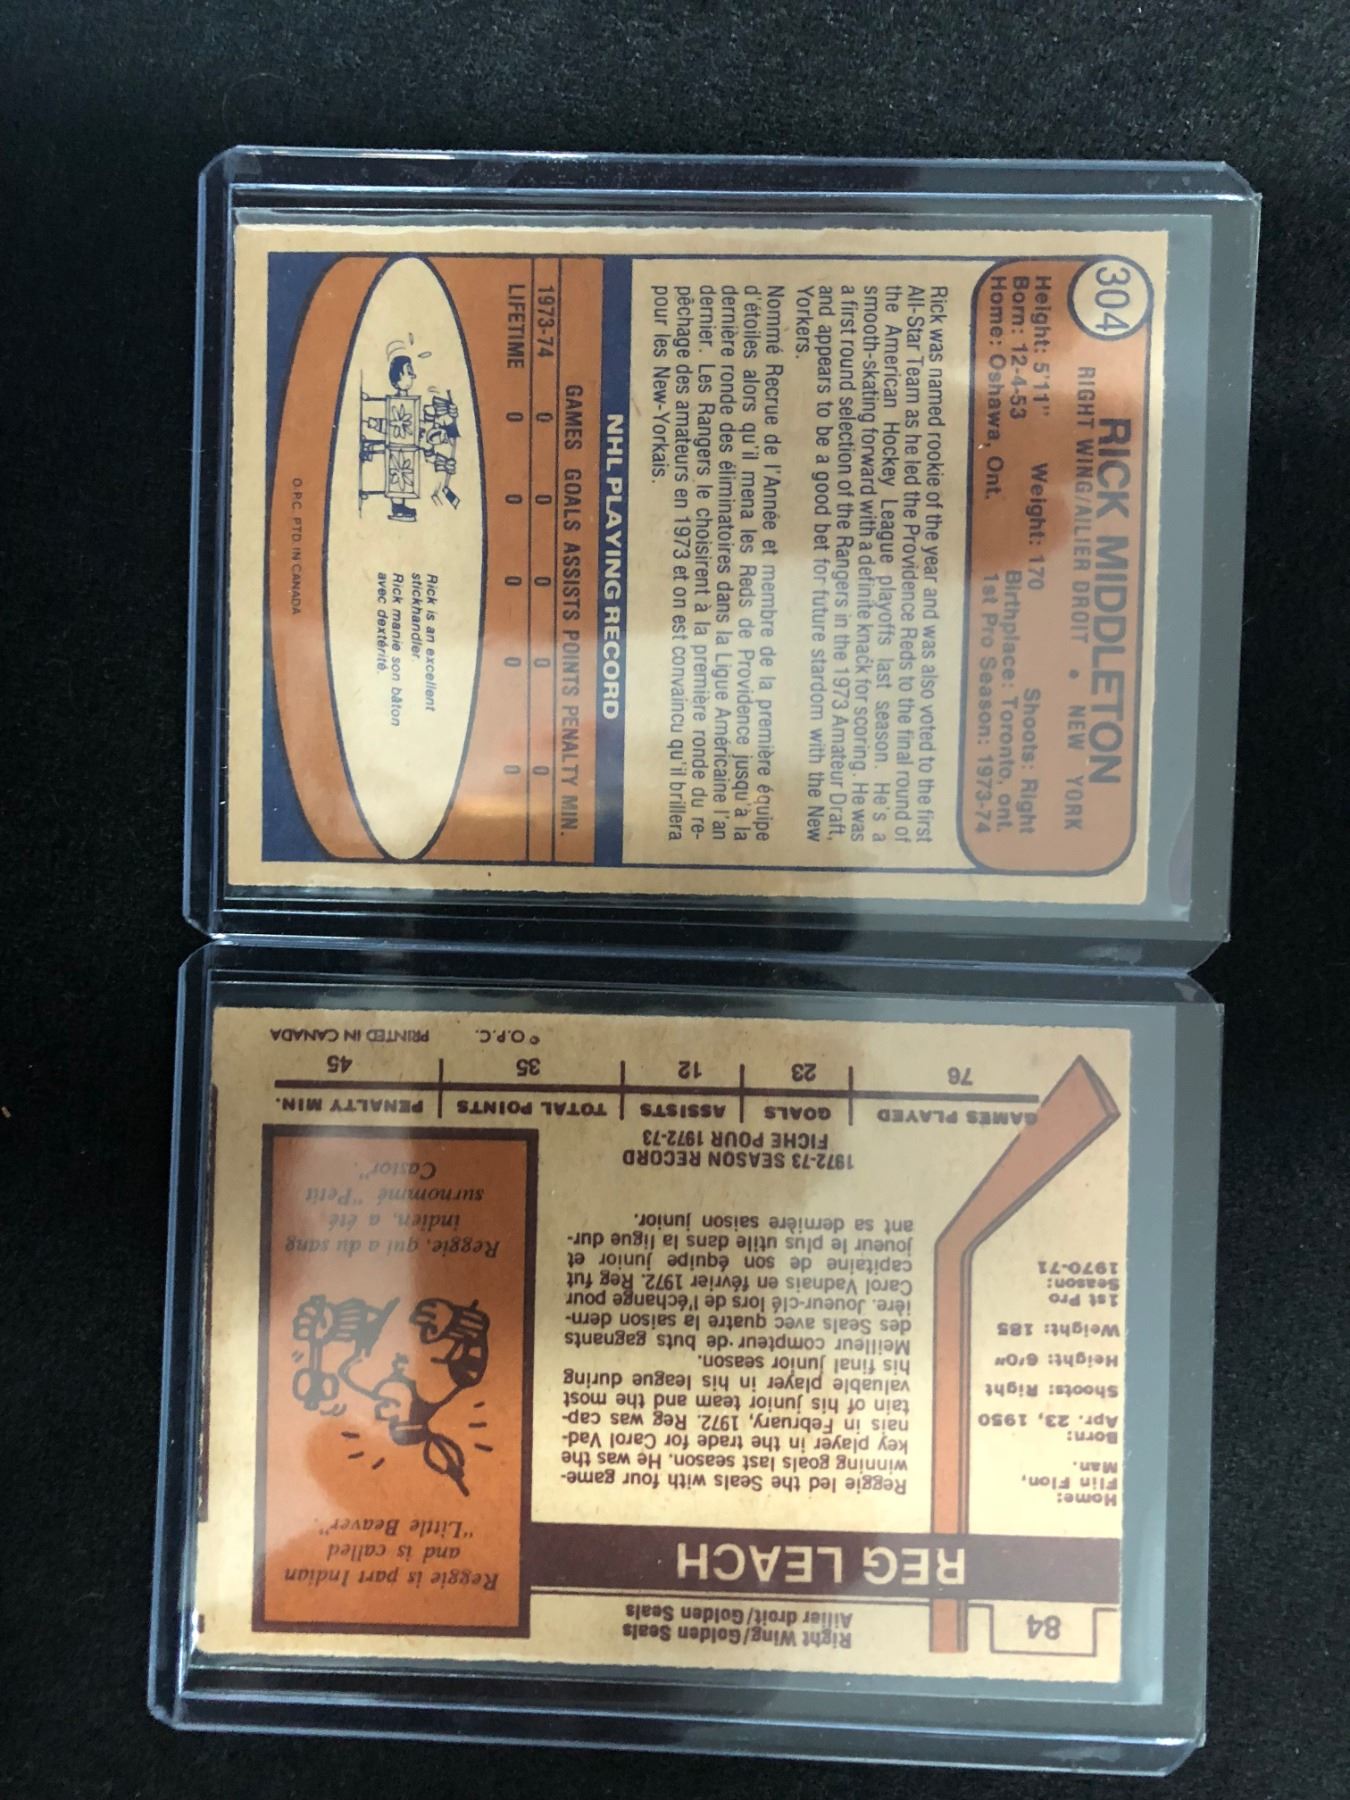 304
RICK MIDDLETON
RIGHT WING/AILIER DROIT • NEW YORK
Height: 5'11" Weight: 170 Shoots: Right
Born: 12-4-53 Birthplace: Toronto, ont.
Home: Oshawa, Ont. 1st Pro Season: 1973-74
Rick was named rookie of the year and was also voted to the first
All-Star Team as he led the Providence Reds to the final round of
the American Hockey League playoffs last season. He's a
smooth-skating forward with a definite knack for scoring. He was
a first round selection of the Rangers in the 1973 Amateur Draft,
and appears to be a good bet for future stardom with the New
Yorkers.
Nommé Recrue de l'Année et membre de la première équipe
d'étoiles alors qu'il mena les Reds de Providence jusqu'à la
dernière ronde des éliminatoires dans la Ligue Américaine l'an
dernier. Les Rangers le choisirent à la première ronde du re-
pêchage des amateurs en 1973 et on est convaincu qu'il brillera
pour les New-Yorkais.
NHL PLAYING RECORD
GAMES GOALS ASSISTS POINTS PENALTY MIN.
1973-74 0 0 0 0 0
LIFETIME 0 0 0 0 0
Rick is an excellent
stickhandler.
Rick manie son bâton
avec dextérité.
O.P.C. PTD. IN CANADA
84
Right Wing/Golden Seals
Ailier droit/Golden Seals
REG LEACH
Home:
Flin Flon,
Man.
Born:
Apr. 23, 1950
Shoots: Right
Height: 6'0"
Weight: 185
1st Pro
Season:
1970-71
Reggie led the Seals with four game-
winning goals last season. He was the
key player in the trade for Carol Vad-
nais in February, 1972. Reg was cap-
tain of his junior team and the most
valuable player in his league during
his final junior season.
Meilleur compteur de buts gagnants
des Seals avec quatre la saison dern-
ière. Joueur-clé lors de l'échange pour
Carol Vadnais en février 1972. Reg fut
capitaine de son équipe junior et
joueur le plus utile dans la ligue dur-
ant sa dernière saison junior.
Reggie is part Indian
and is called
"Little Beaver".
Reggie, qui a du sang
indien, a été
surnommé "Petit
Castor".
1972-73 SEASON RECORD
FICHE POUR 1972-73
GAMES PLAYED GOALS ASSISTS TOTAL POINTS PENALTY MIN.
76 23 12 35 45
© O.P.C. PRINTED IN CANADA